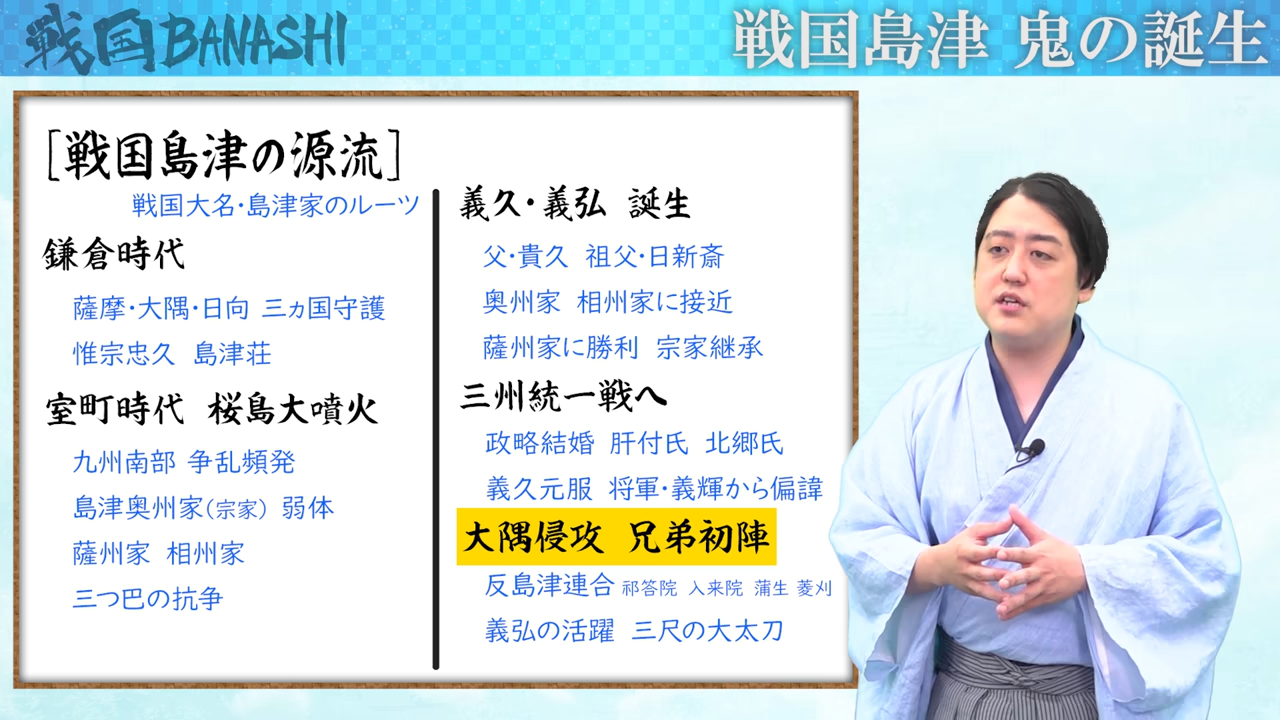 戦国BANASHI
戦国島津 鬼の誕生
[戦国島津の源流]
戦国大名・島津家のルーツ
鎌倉時代
薩摩・大隅・日向 三ヵ国守護
惟宗忠久 島津荘
室町時代 桜島大噴火
九州南部 争乱頻発
島津奥州家(宗家) 弱体
薩州家 相州家
三つ巴の抗争
義久・義弘 誕生
父・貴久 祖父・日新斎
奥州家 相州家に接近
薩州家に勝利 宗家継承
三州統一戦へ
政略結婚 肝付氏 北郷氏
義久元服 将軍・義輝から偏諱
大隅侵攻 兄弟初陣
反島津連合 祁答院 入来院 蒲生 菱刈
義弘の活躍 三尺の大太刀